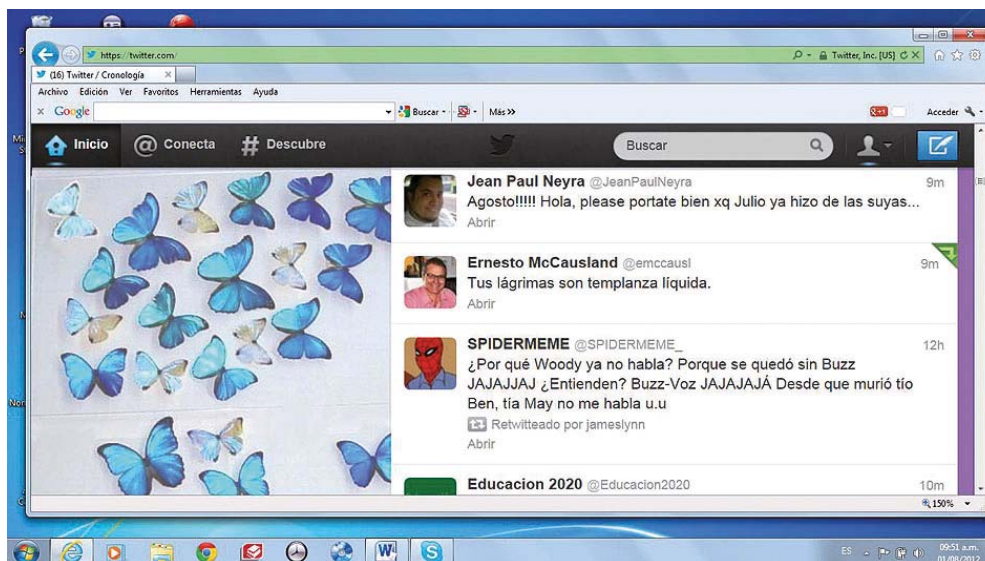 https://twitter.com/
Twitter, Inc. [US]
(16) Twitter / Cronología
Archivo Edición Ver Favoritos Herramientas Ayuda
Google
Buscar
Más >>
Acceder
Inicio
Conecta
Descubre
Buscar
Jean Paul Neyra @JeanPaulNeyra 9m
Agosto!!!!! Hola, please portate bien xq Julio ya hizo de las suyas...
Abrir
Ernesto McCausland @emccausl 9m
Tus lágrimas son templanza líquida.
Abrir
SPIDERMEME @SPIDERMEME_ 12h
¿Por qué Woody ya no habla? Porque se quedó sin Buzz
JAJAJJAJ ¿Entienden? Buzz-Voz JAJAJAJÁ Desde que murió tío
Ben, tía May no me habla u.u
Retwitteado por jameslynn
Abrir
Educacion 2020 @Educacion2020 10m
150%
ES
09:51 a.m.
01/08/2012